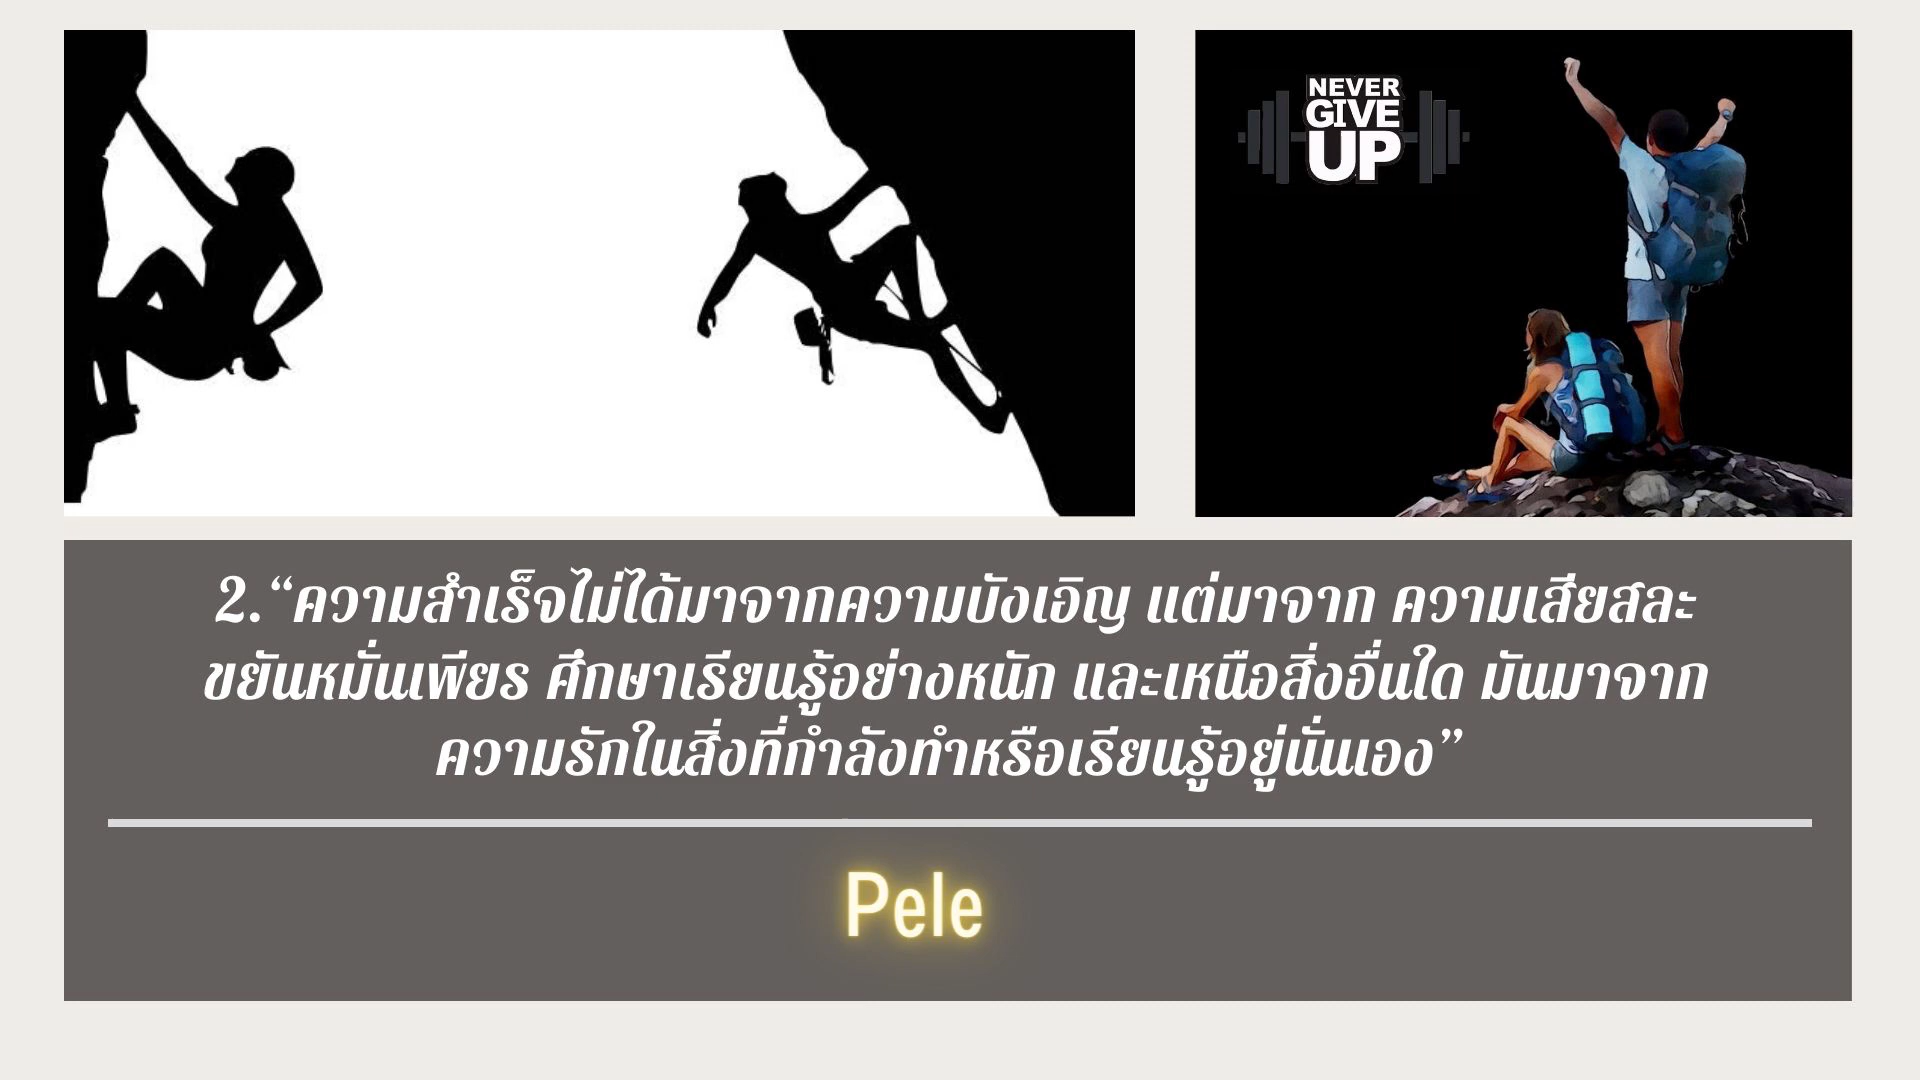 NEVER
GIVE
UP
2.“ความสำเร็จไม่ได้มาจากความบังเอิญ แต่มาจาก ความเสียสละ
ขยันหมั่นเพียร ศึกษาเรียนรู้อย่างหนัก และเหนือสิ่งอื่นใด มันมาจาก
ความรักในสิ่งที่กำลังทำหรือเรียนรู้อยู่นั่นเอง”
Pele